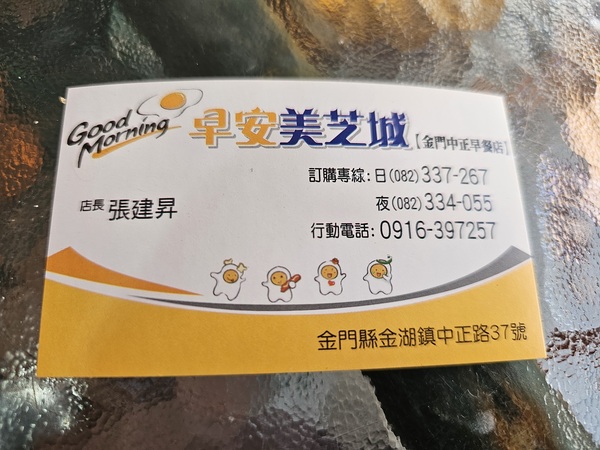 Good
Morning
早安美芝城【金門中正早餐店】
訂購專線:日(082)337-267
夜(082)334-055
店長 張建昇
行動電話:0916-397257
金門縣金湖鎮中正路37號